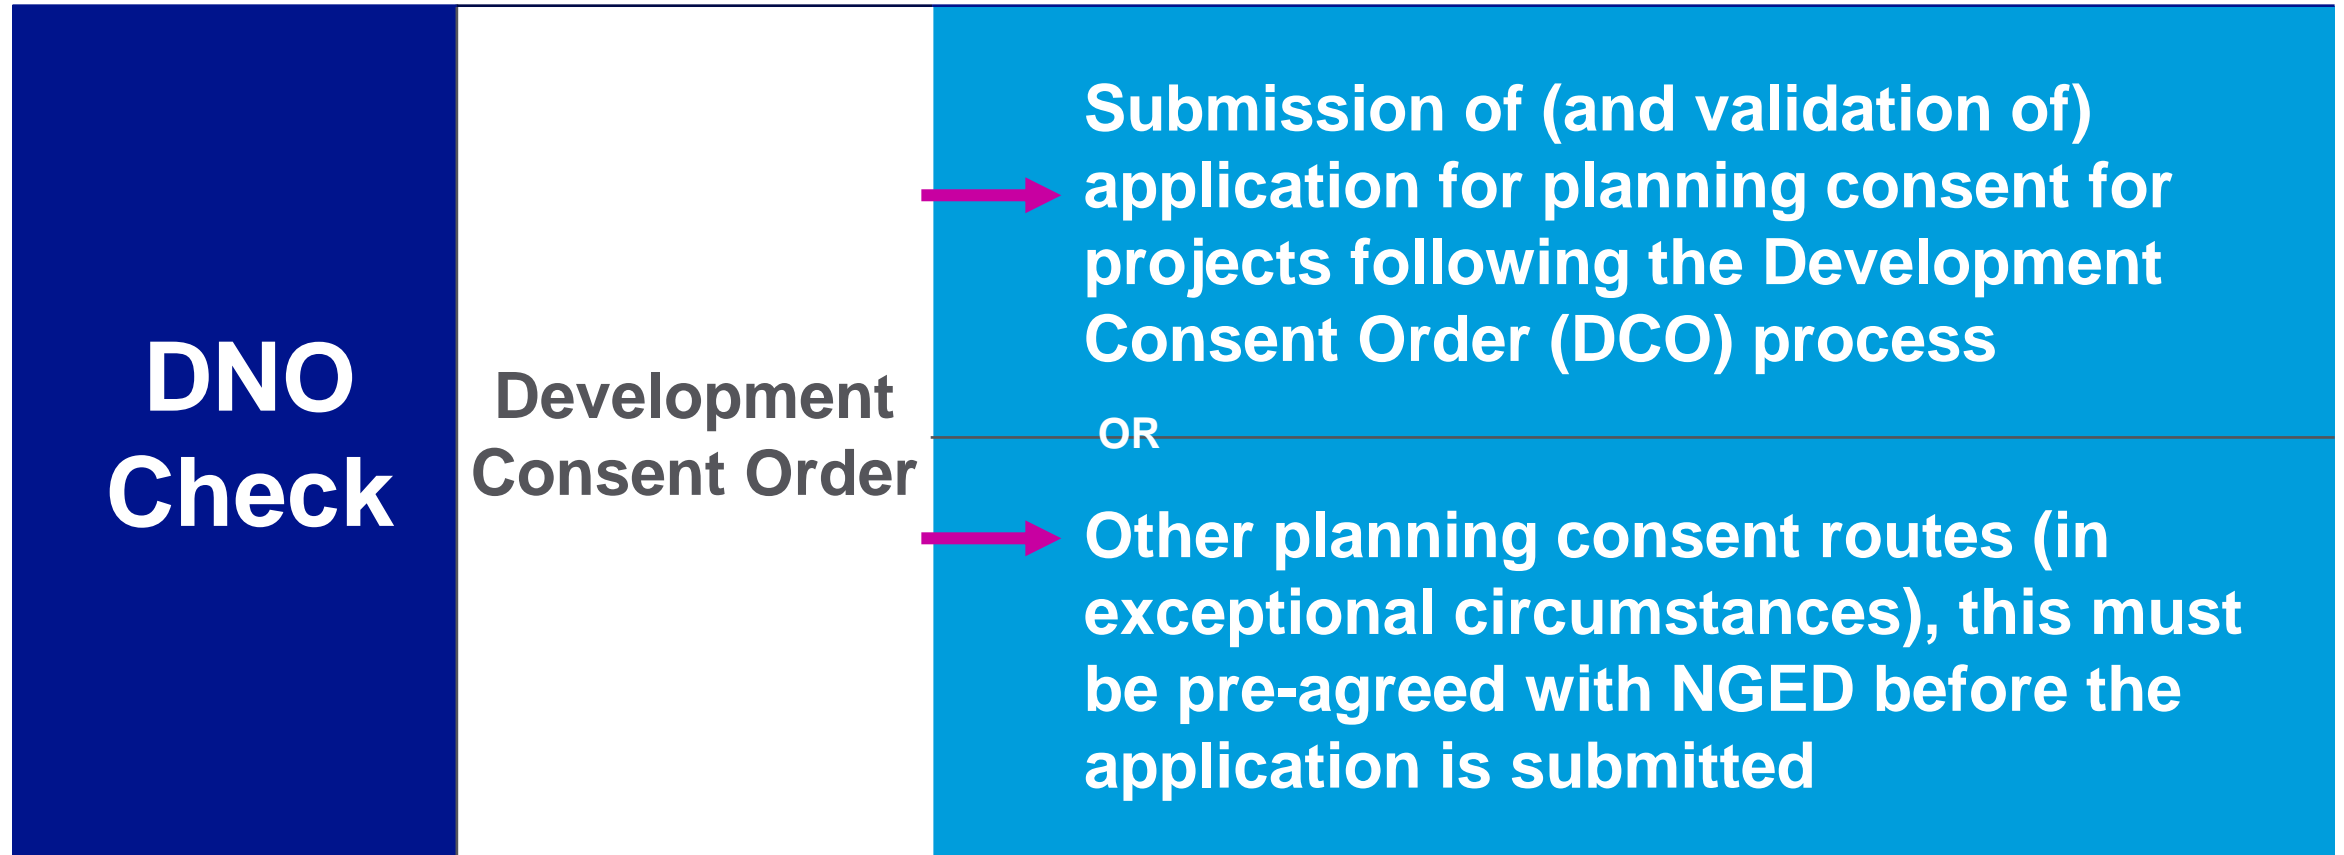 DNO
Check
Development
Consent Order
Submission of (and validation of)
application for planning consent for
projects following the Development
Consent Order (DCO) process
OR
Other planning consent routes (in
exceptional circumstances), this must
be pre-agreed with NGED before the
application is submitted